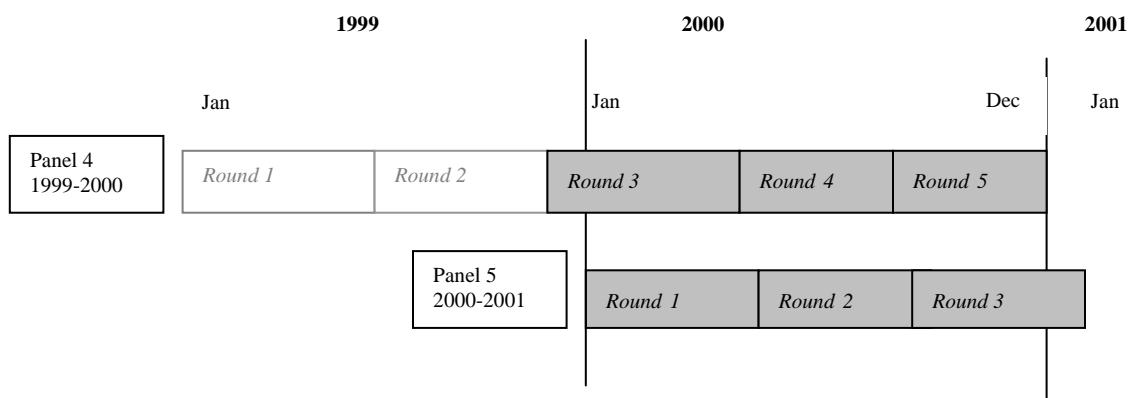 1999 2000 2001
Jan Jan Dec Jan
Panel 4
1999-2000
Round 1 Round 2 Round 3 Round 4 Round 5
Panel 5
2000-2001
Round 1 Round 2 Round 3